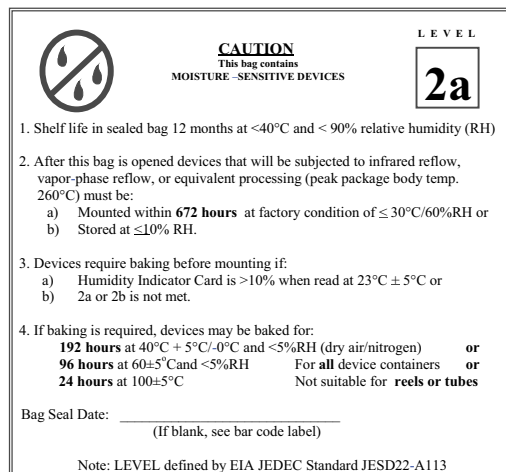 LEVEL
CAUTION
This bag contains
MOISTURE –SENSITIVE DEVICES
2a
1. Shelf life in sealed bag 12 months at <40°C and < 90% relative humidity (RH)
2. After this bag is opened devices that will be subjected to infrared reflow,
vapor-phase reflow, or equivalent processing (peak package body temp.
260°C) must be:
a) Mounted within 672 hours at factory condition of ≤ 30°C/60%RH or
b) Stored at ≤10% RH.
3. Devices require baking before mounting if:
a) Humidity Indicator Card is >10% when read at 23°C ± 5°C or
b) 2a or 2b is not met.
4. If baking is required, devices may be baked for:
192 hours at 40°C + 5°C/-0°C and <5%RH (dry air/nitrogen) or
96 hours at 60±5°Cand <5%RH For all device containers or
24 hours at 100±5°C Not suitable for reels or tubes
Bag Seal Date: ____________________________
(If blank, see bar code label)
Note: LEVEL defined by EIA JEDEC Standard JESD22-A113